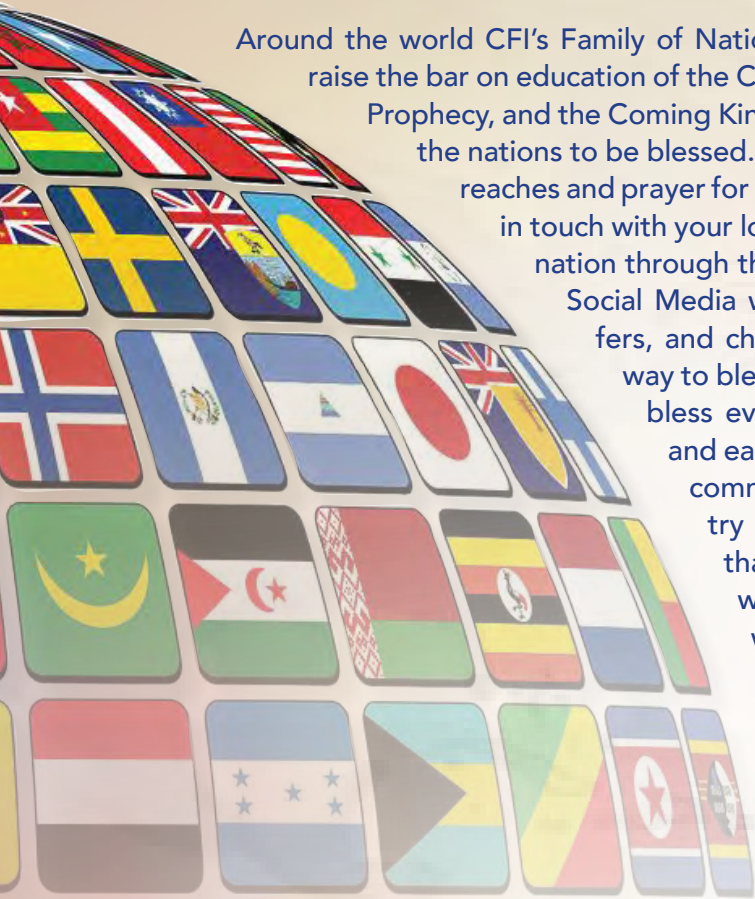 Around the world CFI's Family of Natio
raise the bar on education of the C
Prophecy, and the Coming Kin
the nations to be blessed.
reaches and prayer for
in touch with your lo
nation through th
Social Media w
fers, and ch
way to ble
bless ev
and ea
comm
try
tha
w